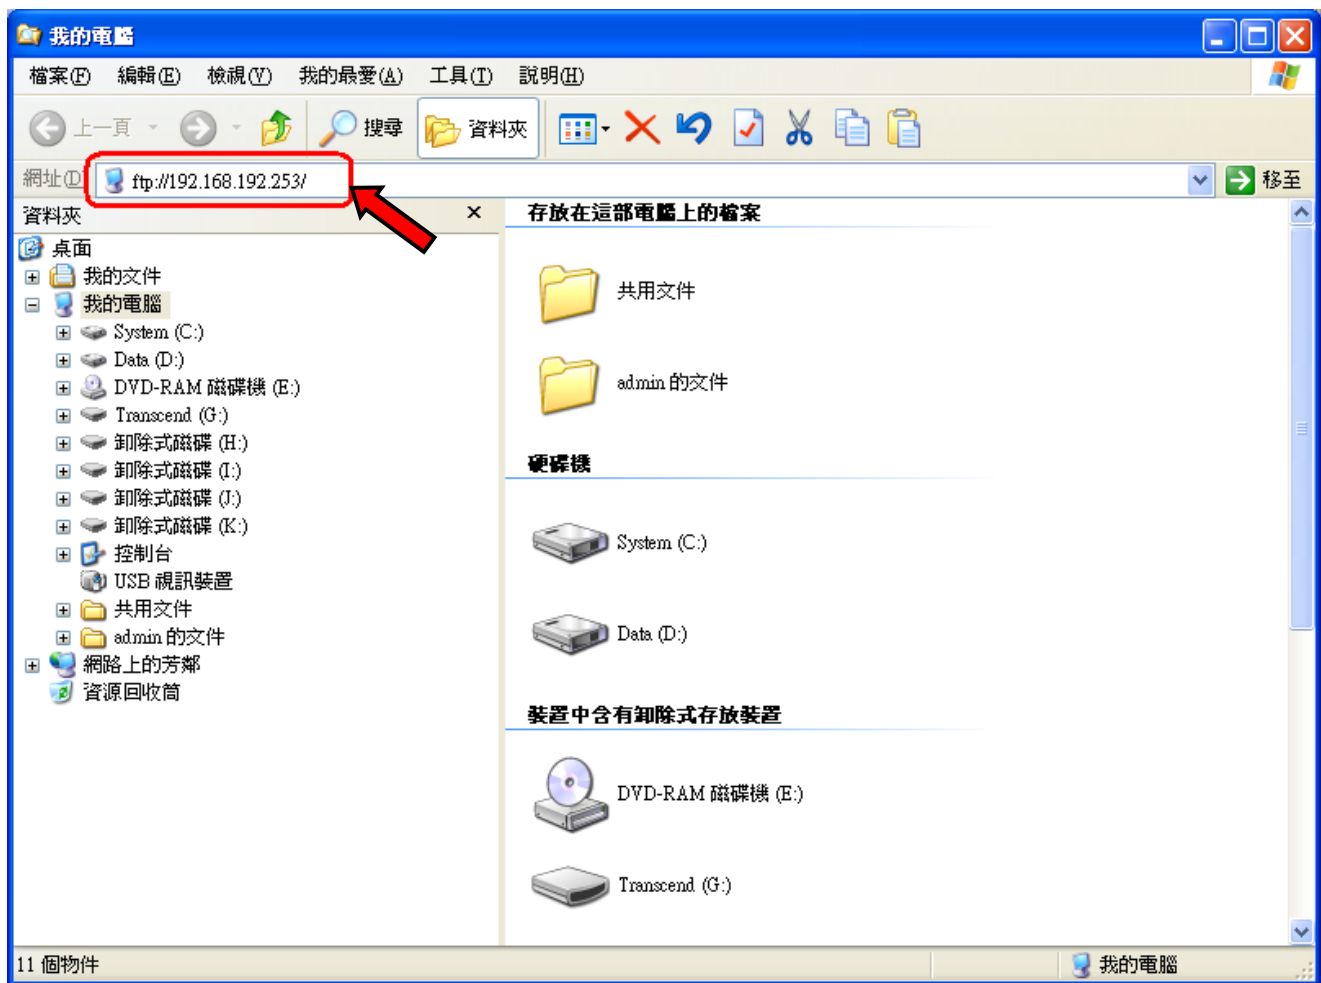 我的電腦
檔案(F) 編輯(E) 檢視(V) 我的最愛(A) 工具(T) 說明(H)
上一頁 搜尋 資料夾
網址(D) ftp://192.168.192.253/ 移至
資料夾
桌面
我的文件
我的電腦
System (C:)
Data (D:)
DVD-RAM 磁碟機 (E:)
Transcend (G:)
卸除式磁碟 (H:)
卸除式磁碟 (I:)
卸除式磁碟 (J:)
卸除式磁碟 (K:)
控制台
USB 視訊裝置
共用文件
admin 的文件
網路上的芳鄰
資源回收筒
存放在這部電腦上的檔案
共用文件
admin 的文件
硬碟機
System (C:)
Data (D:)
裝置中含有卸除式存放裝置
DVD-RAM 磁碟機 (E:)
Transcend (G:)
11 個物件 我的電腦